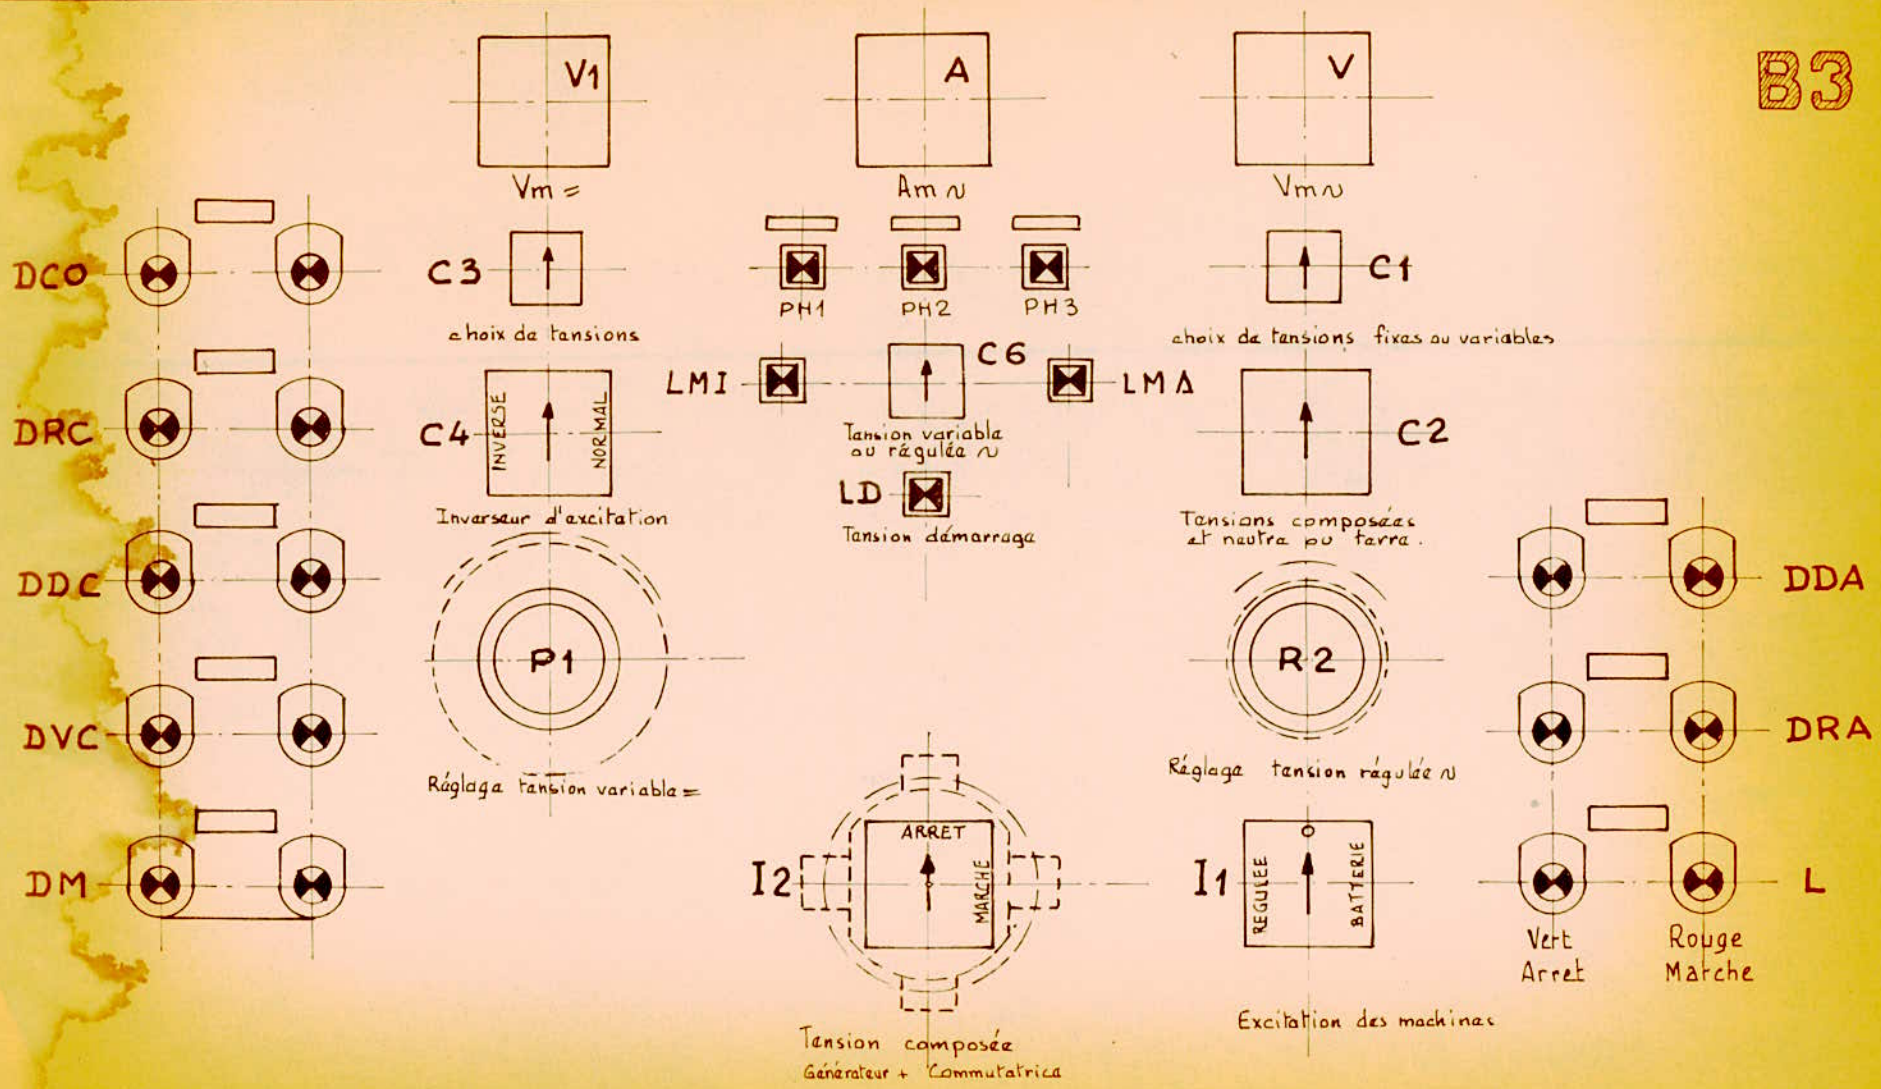 B3
V1
A
V
Vm =
Am ~
Vm ~
DCO
C3
PH1
PH2
PH3
C1
choix de tensions
choix de tensions fixes ou variables
LMI
C6
LMA
DRC
C4
INVERSE
NORMAL
Tension variable
ou régulée ~
C2
LD
Inverseur d'excitation
Tension démarrage
Tensions composées
et neutre ou terre.
DDC
P1
R2
DDA
DVC
DRA
Réglage tension variable =
Réglage tension régulée ~
DM
I2
ARRET
MARCHE
I1
REGULEE
BATTERIE
L
Vert
Arret
Rouge
Marche
Tension composée
Générateur + Commutatrice
Excitation des machines